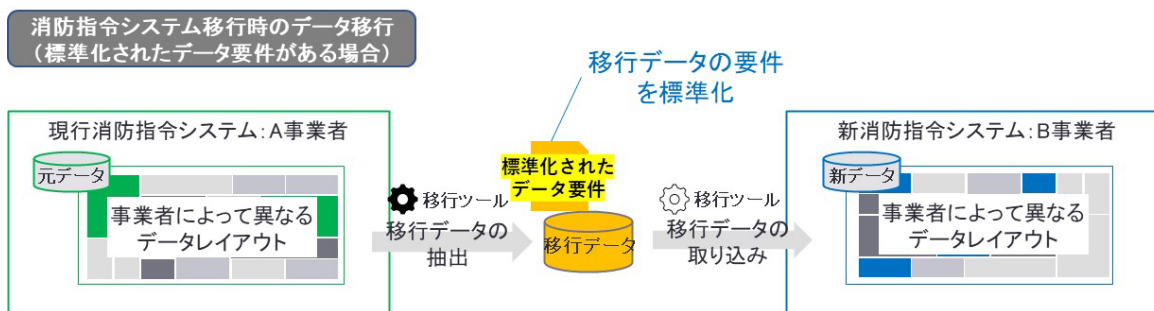 消防指令システム移行時のデータ移行
（標準化されたデータ要件がある場合）
移行データの要件
を標準化
現行消防指令システム：A事業者
元データ
事業者によって異なる
データレイアウト
移行ツール
移行データの
抽出
標準化された
データ要件
移行データ
移行ツール
移行データの
取り込み
新消防指令システム：B事業者
新データ
事業者によって異なる
データレイアウト